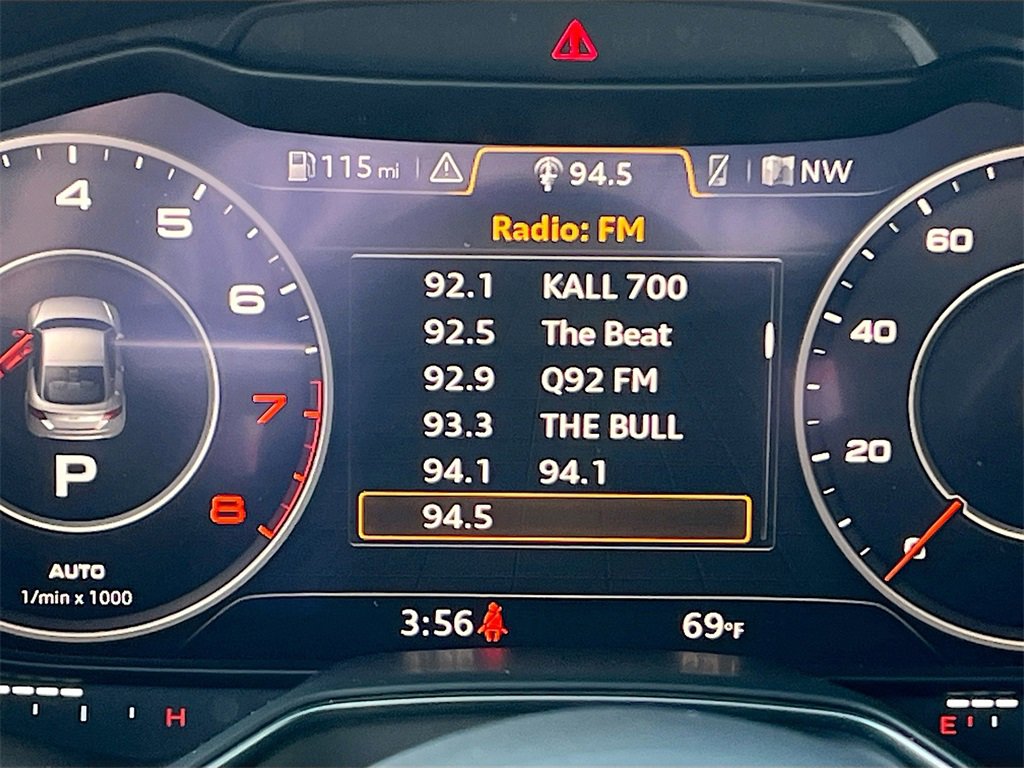 115 mi
94.5
NW
Radio: FM
92.1 KALL 700
92.5 The Beat
92.9 Q92 FM
93.3 THE BULL
94.1 94.1
94.5
4
5
6
7
8
P
AUTO
1/min x 1000
60
40
20
0
3:56
69°F
H
E